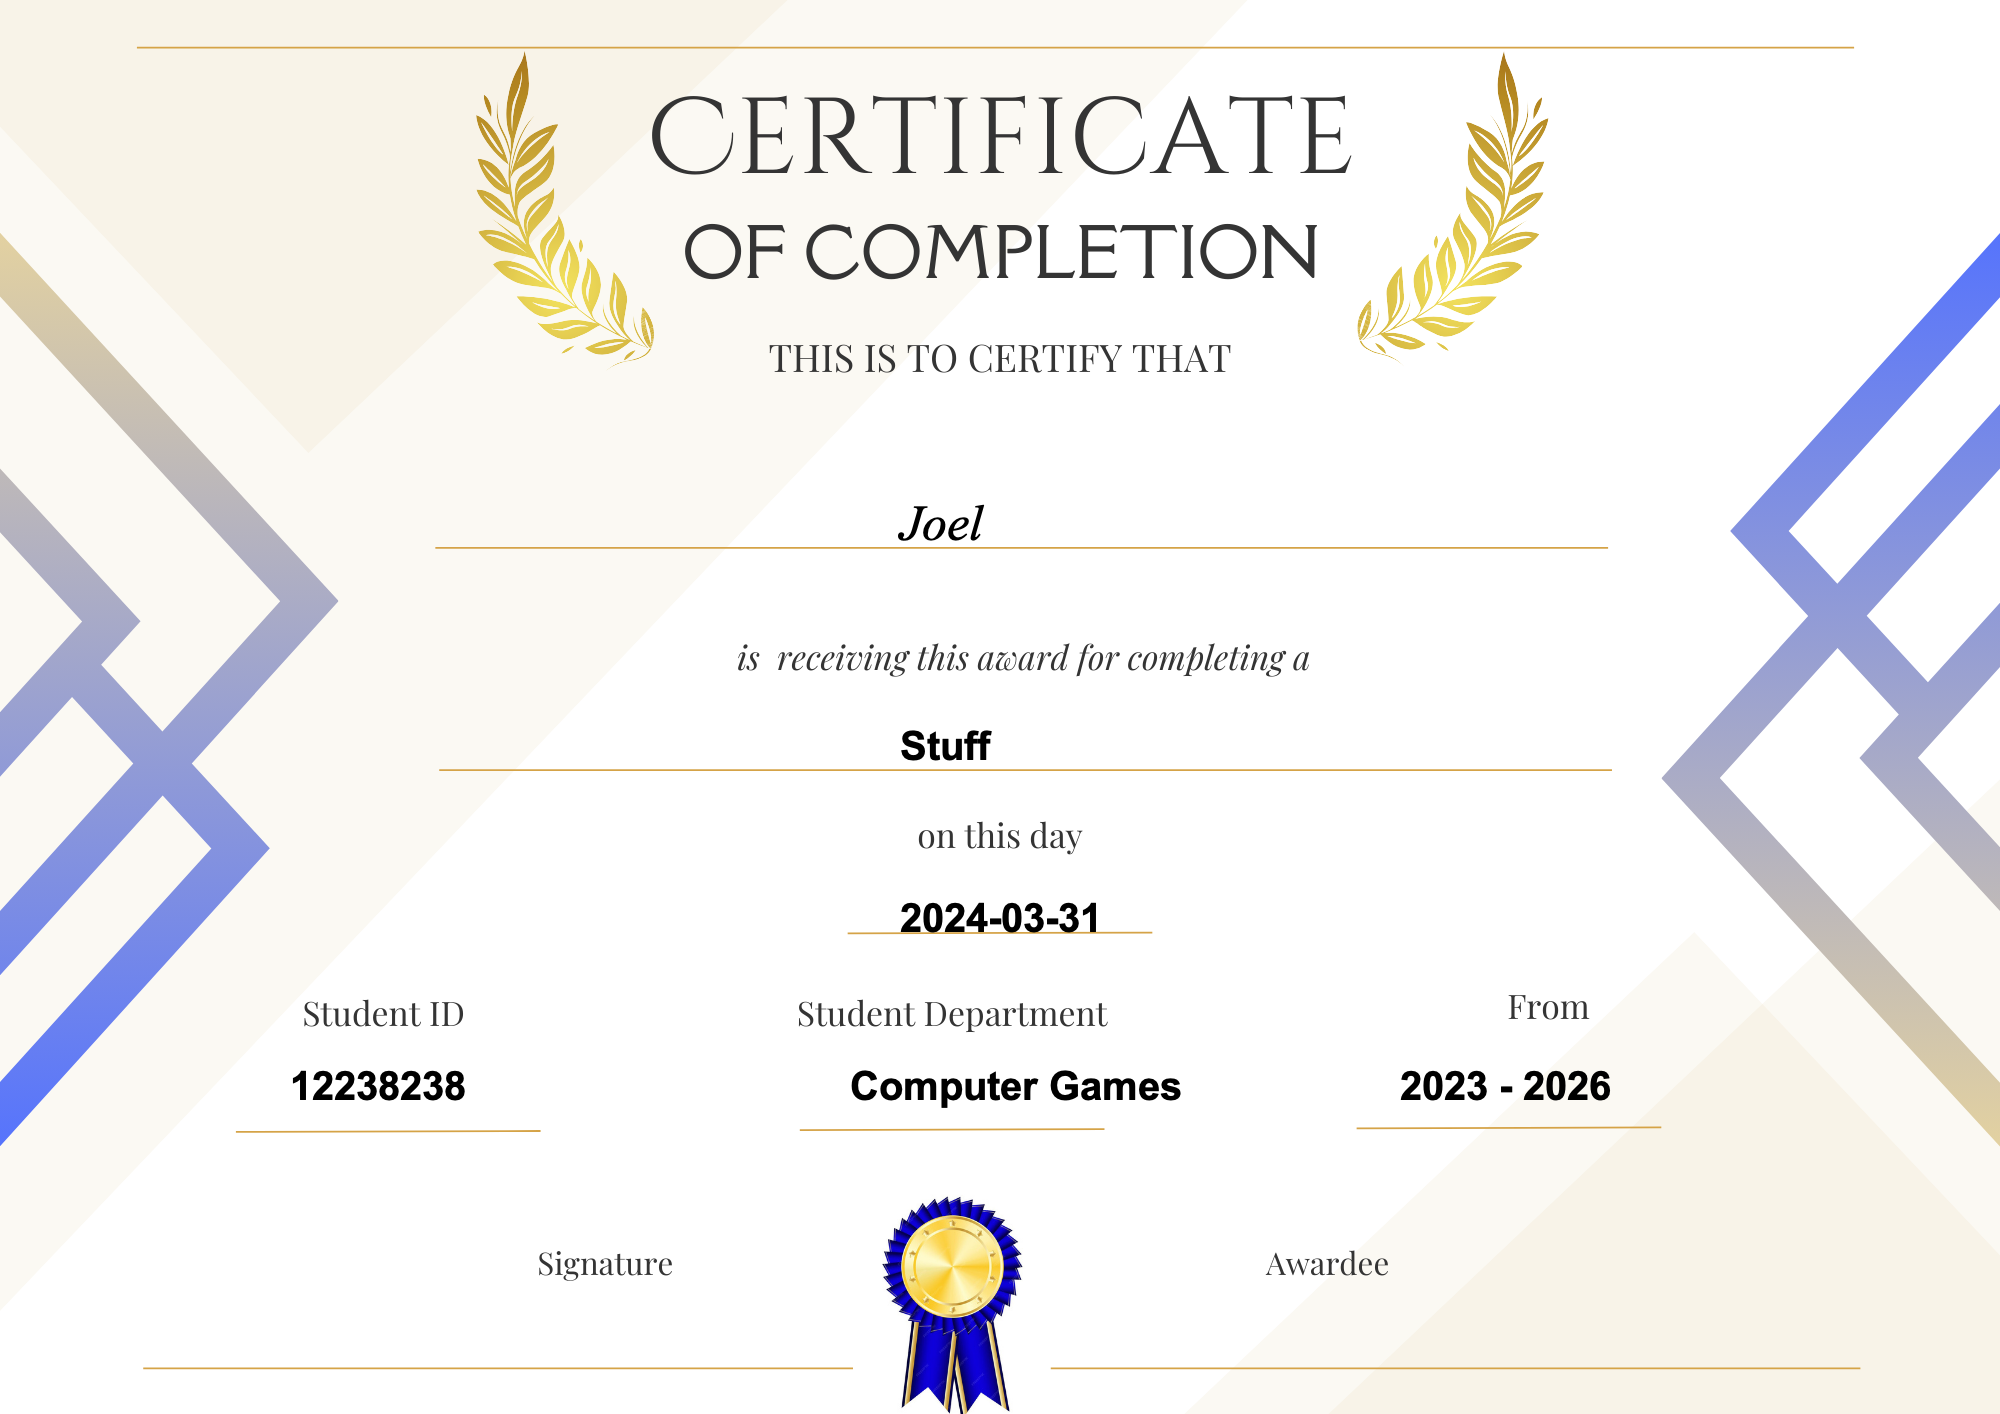 CERTIFICATE
OF COMPLETION
THIS IS TO CERTIFY THAT
Joel
is receiving this award for completing a
Stuff
on this day
2024-03-31
Student ID
Student Department
From
12238238
Computer Games
2023 - 2026
Signature
Awardee